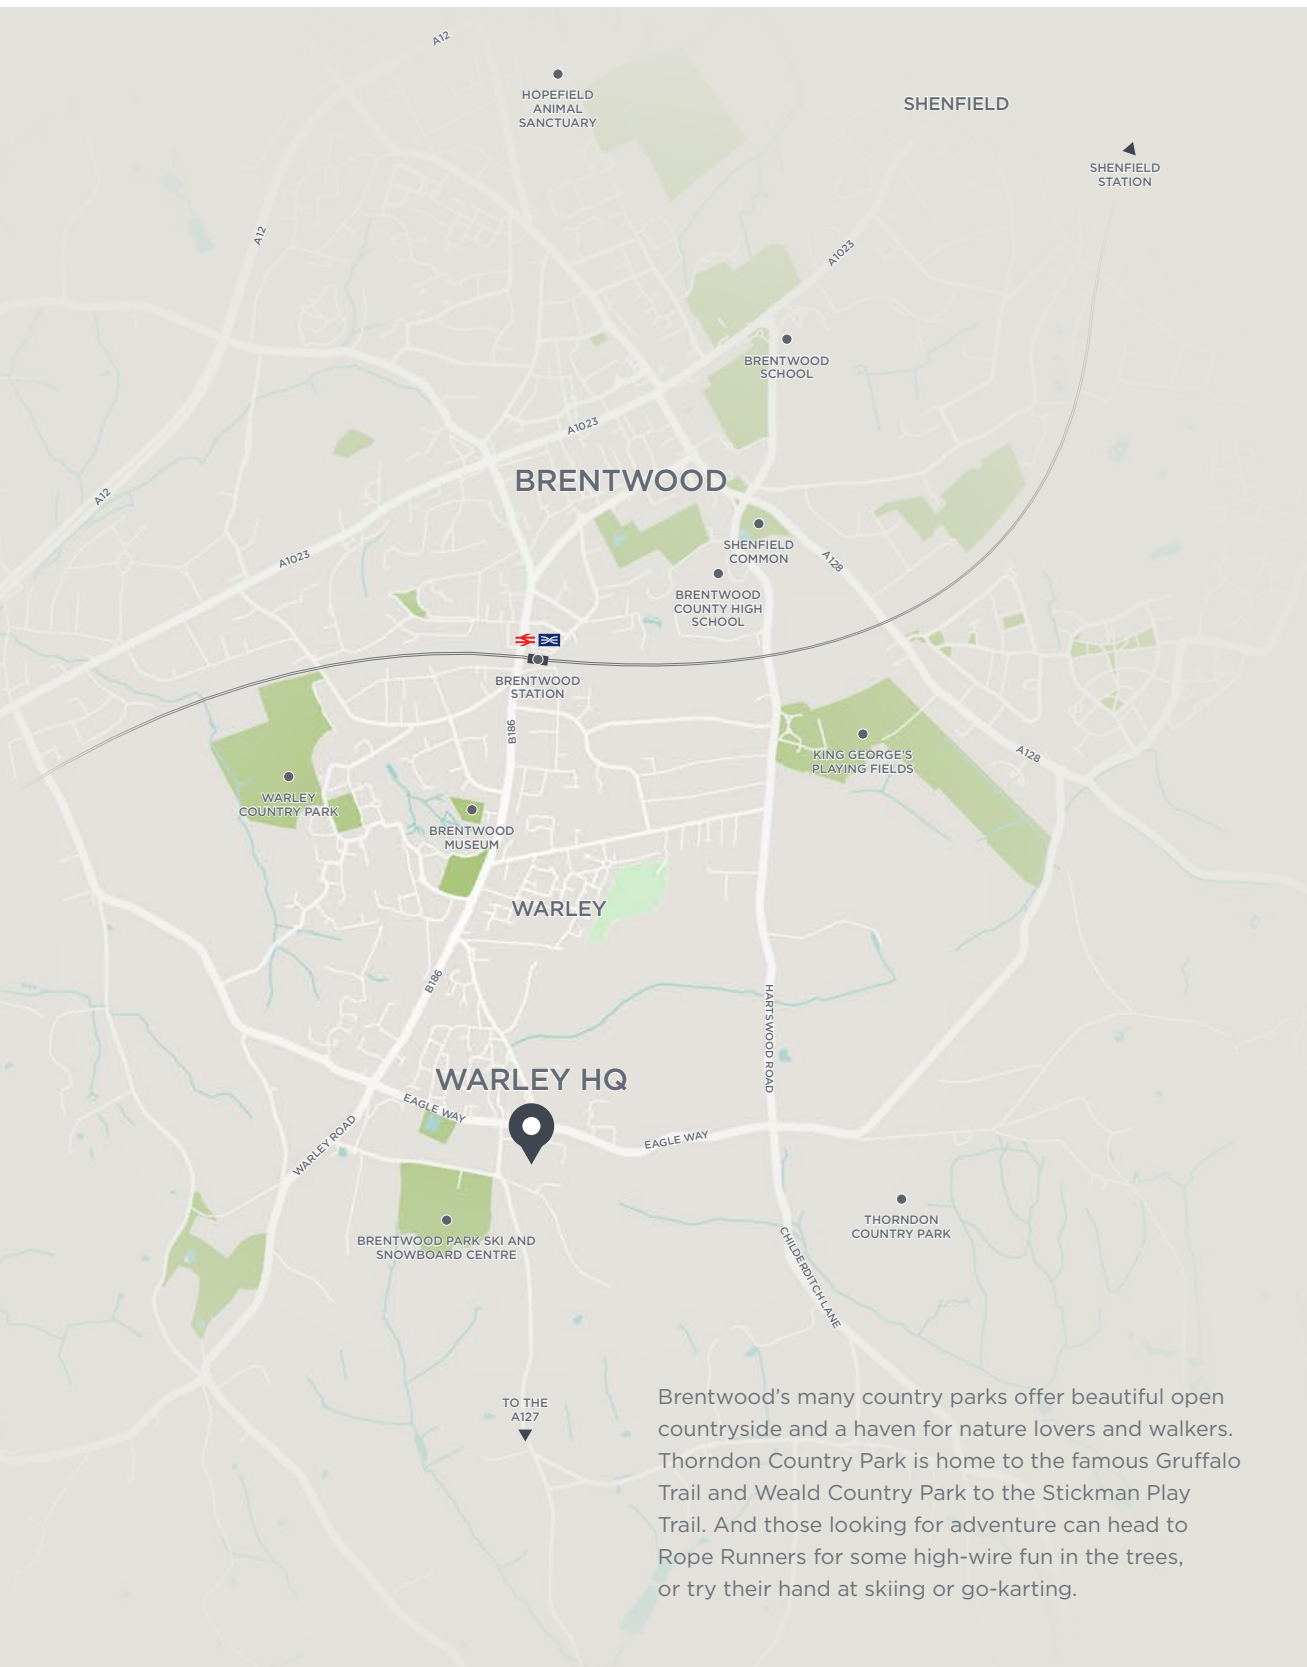 A12
HOPEFIELD
ANIMAL
SANCTUARY
SHENFIELD
SHENFIELD
STATION
A12
A1023
BRENTWOOD
SCHOOL
A1023
BRENTWOOD
A12
SHENFIELD
COMMON
A1023
A128
BRENTWOOD
COUNTY HIGH
SCHOOL
BRENTWOOD
STATION
B186
KING GEORGE'S
PLAYING FIELDS
A128
WARLEY
COUNTRY PARK
BRENTWOOD
MUSEUM
WARLEY
B186
HARTSWOOD ROAD
WARLEY HQ
EAGLE WAY
EAGLE WAY
WARLEY ROAD
THORNDON
COUNTRY PARK
BRENTWOOD PARK SKI AND
SNOWBOARD CENTRE
CHILDERDITCH LANE
TO THE
A127
Brentwood’s many country parks offer beautiful open
countryside and a haven for nature lovers and walkers.
Thorndon Country Park is home to the famous Gruffalo
Trail and Weald Country Park to the Stickman Play
Trail. And those looking for adventure can head to
Rope Runners for some high-wire fun in the trees,
or try their hand at skiing or go-karting.